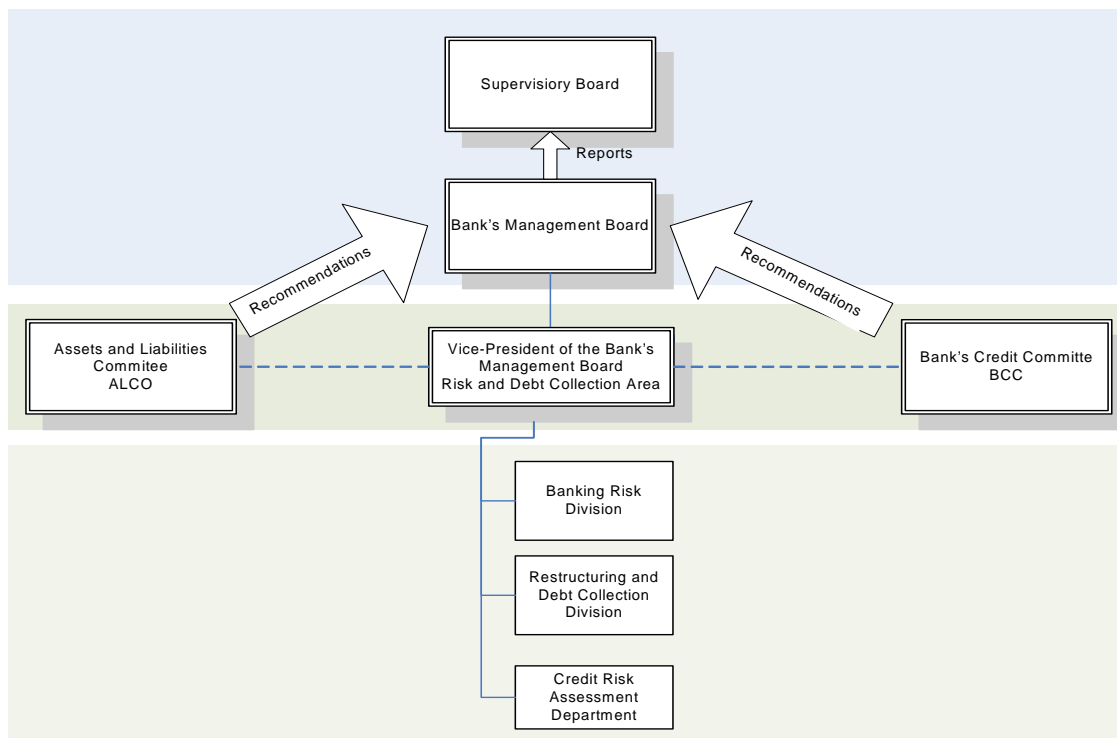 Supervisiory Board
Reports
Bank's Management Board
Recommendations
Recommendations
Assets and Liabilities
Commitee
ALCO
Vice-President of the Bank's
Management Board
Risk and Debt Collection Area
Bank's Credit Committe
BCC
Banking Risk
Division
Restructuring and
Debt Collection
Division
Credit Risk
Assessment
Department